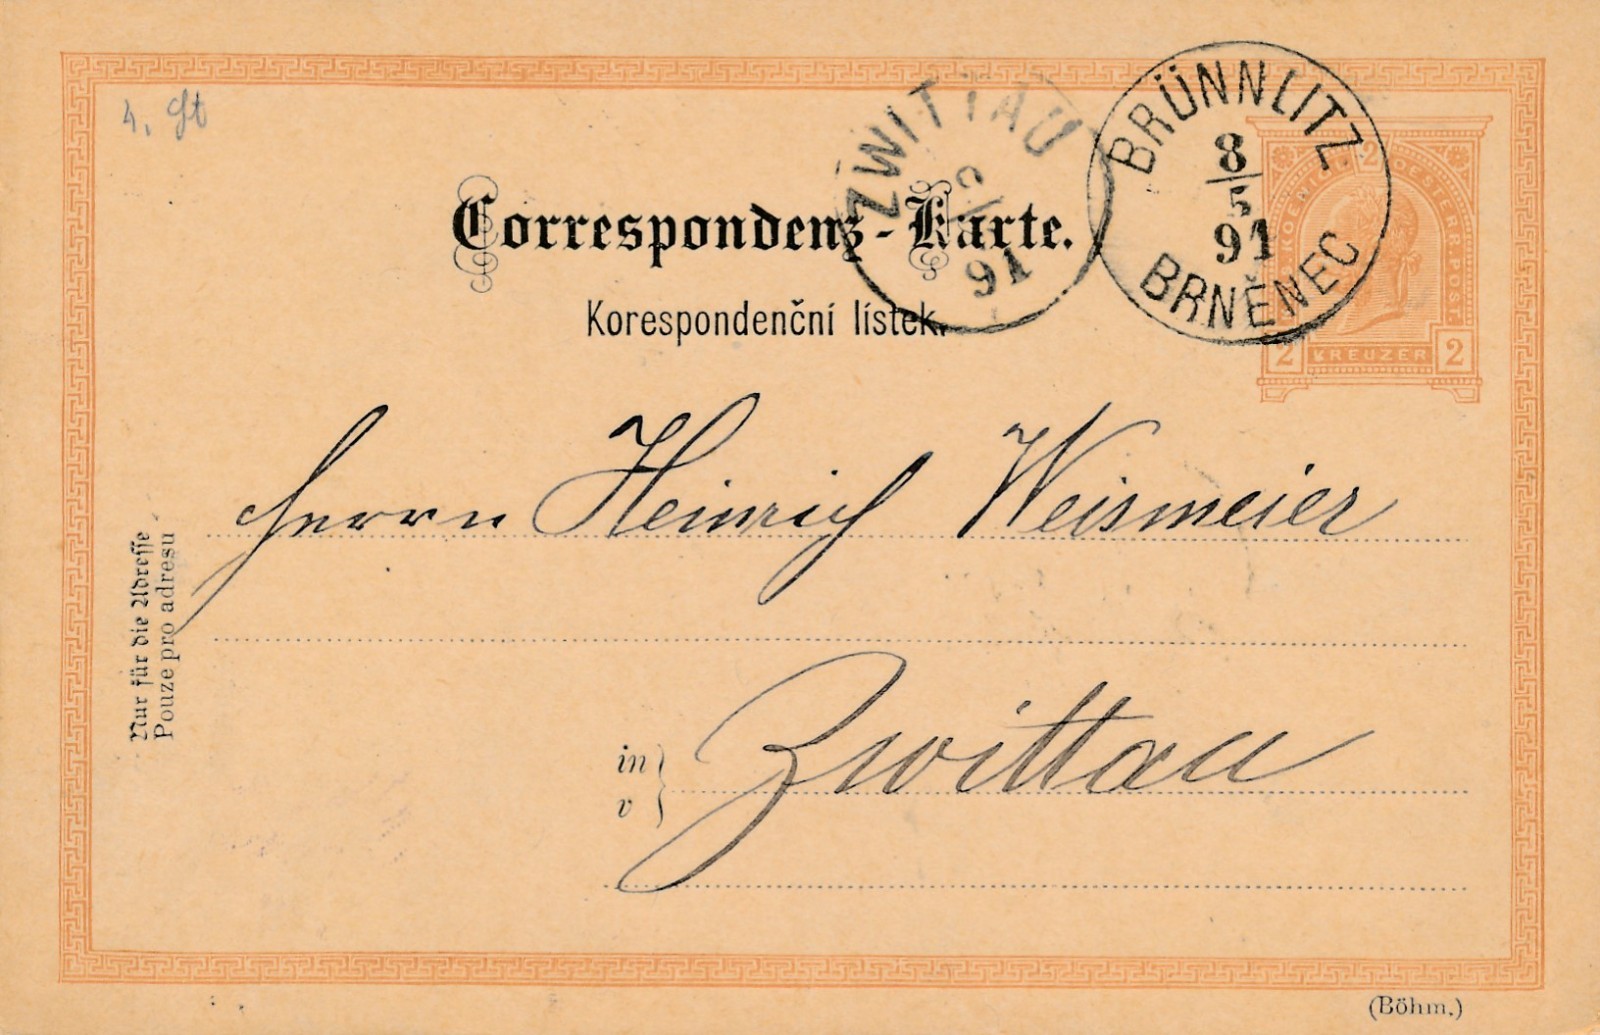 4. St
ZWITTAU
91
BRÜNNLITZ
8/5
91
BRNĚNEC
Correspondenz-Karte.
Korespondenční lístek.
2 KREUZER 2
Herrn Heinrich Weismeier
Nur für die Adresse
Pouze pro adresu
in
v
Zwittau
(Böhm.)